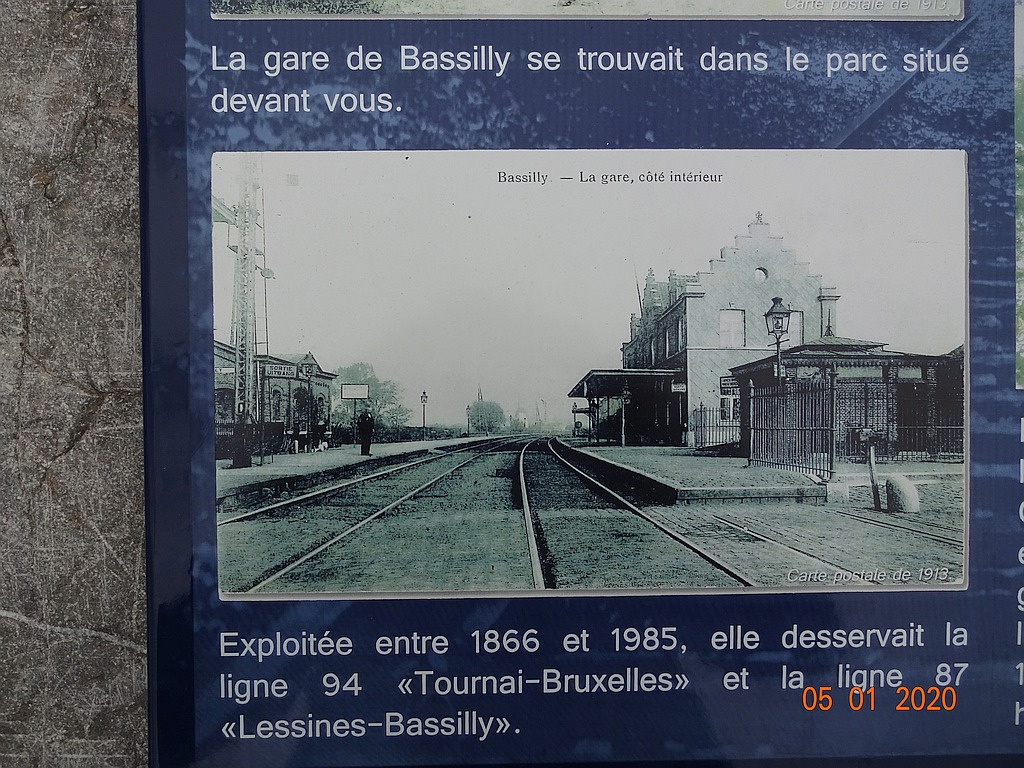 Carte postale de 1913
La gare de Bassilly se trouvait dans le parc situé
devant vous.
Bassilly. — La gare, côté intérieur
SORTIE
UITGANG
Carte postale de 1913
Exploitée entre 1866 et 1985, elle desservait la
ligne 94 «Tournai-Bruxelles» et la ligne 87
«Lessines-Bassilly».
05 01 2020